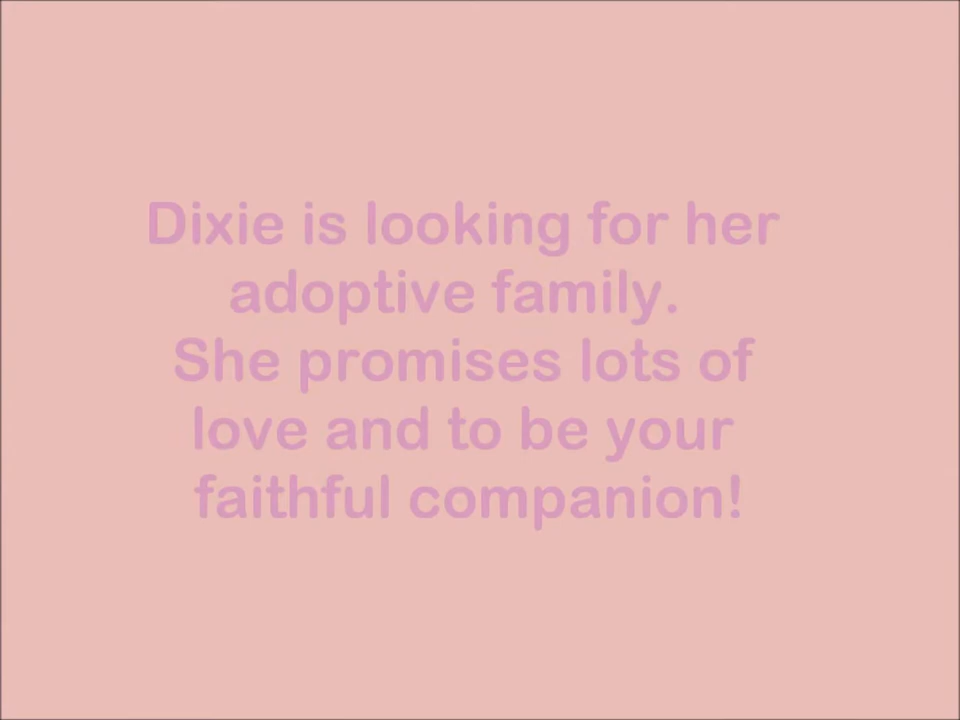 Dixie is looking for her
adoptive family.
She promises lots of
love and to be your
faithful companion!